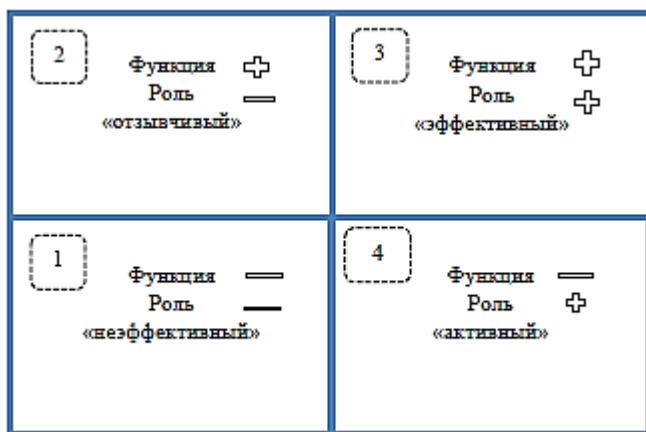 2
Функция
Роль
«отзывчивый»
3
Функция
Роль
«эффективный»
1
Функция
Роль
«неэффективный»
4
Функция
Роль
«активный»